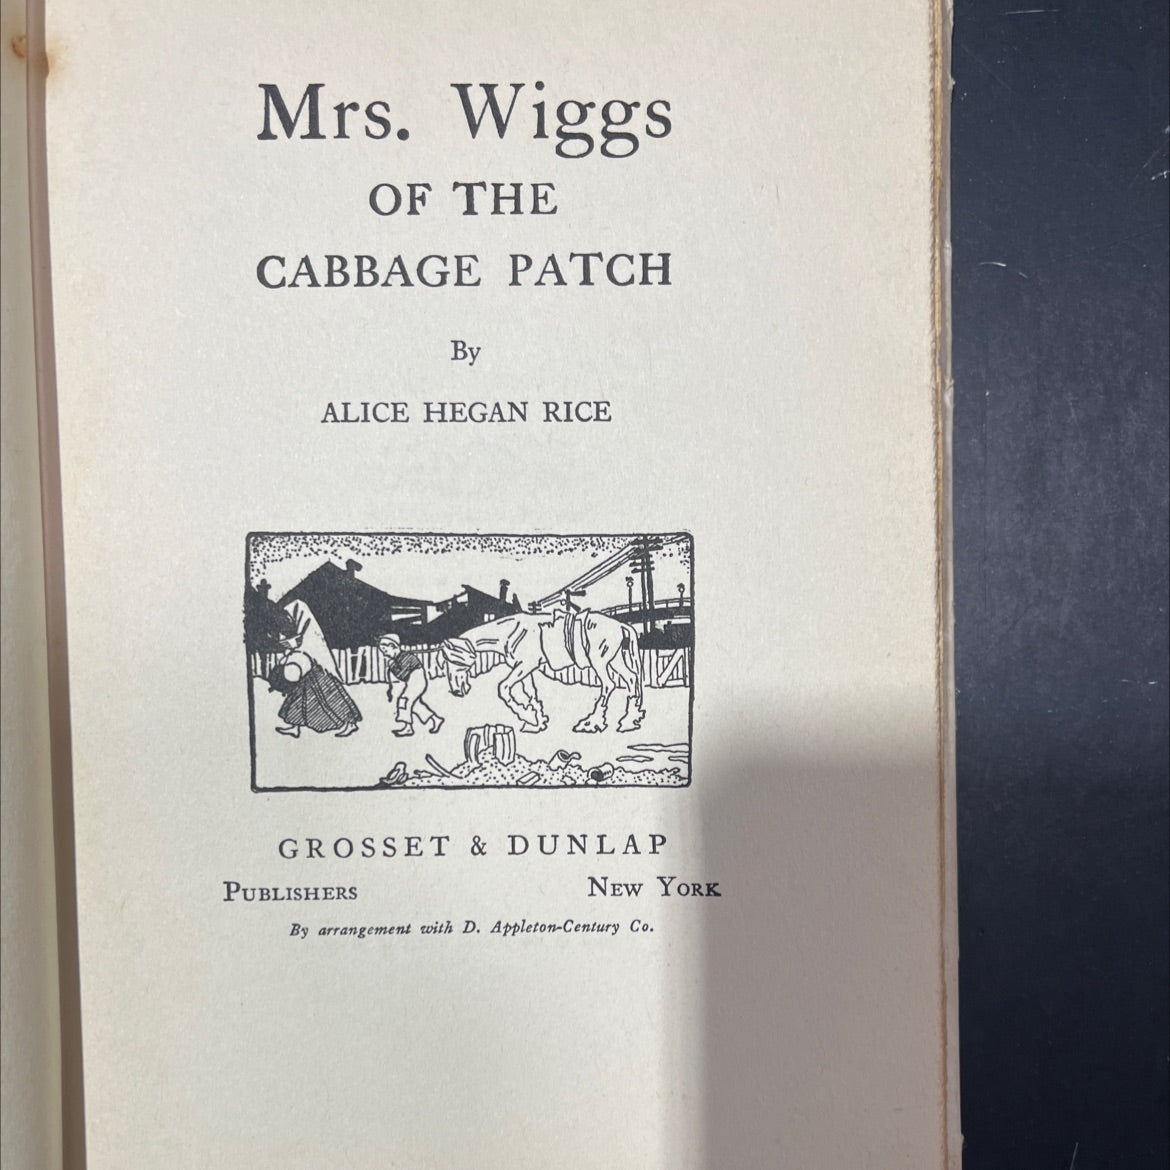 Mrs. Wiggs
OF THE
CABBAGE PATCH
By
ALICE HEGAN RICE
GROSSET & DUNLAP
PUBLISHERS NEW YORK
By arrangement with D. Appleton-Century Co.